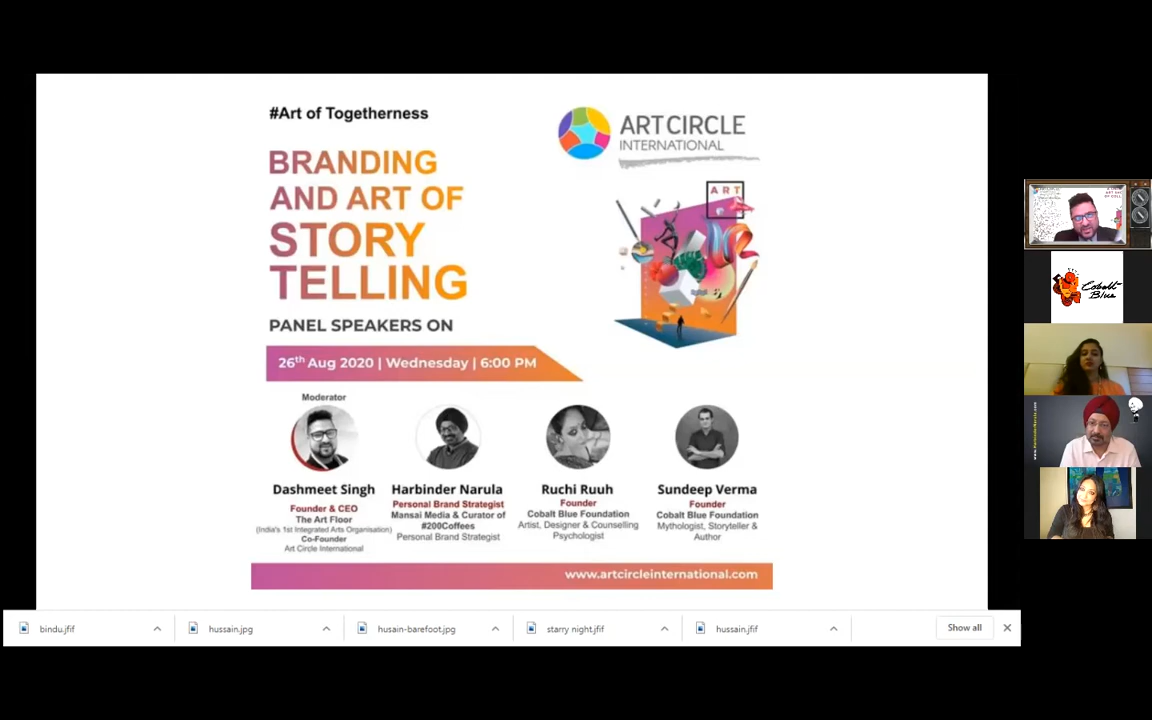 #Art of Togetherness
ART CIRCLE
INTERNATIONAL
BRANDING
AND ART OF
STORY
TELLING
ART
PANEL SPEAKERS ON
26th Aug 2020 | Wednesday | 6:00 PM
Moderator
Dashmeet Singh
Founder & CEO
The Art Floor
(India's 1st Integrated Arts Organisation)
Co-Founder
Art Circle International
Harbinder Narula
Personal Brand Strategist
Mansai Media & Curator of
#200Coffees
Personal Brand Strategist
Ruchi Ruuh
Founder
Cobalt Blue Foundation
Artist, Designer & Counselling
Psychologist
Sundeep Verma
Founder
Cobalt Blue Foundation
Mythologist, Storyteller &
Author
www.artcircleinternational.com
bindu.jfif
hussain.jpg
husain-barefoot.jpg
starry night.jfif
hussain.jfif
Show all
Cobalt
Blue